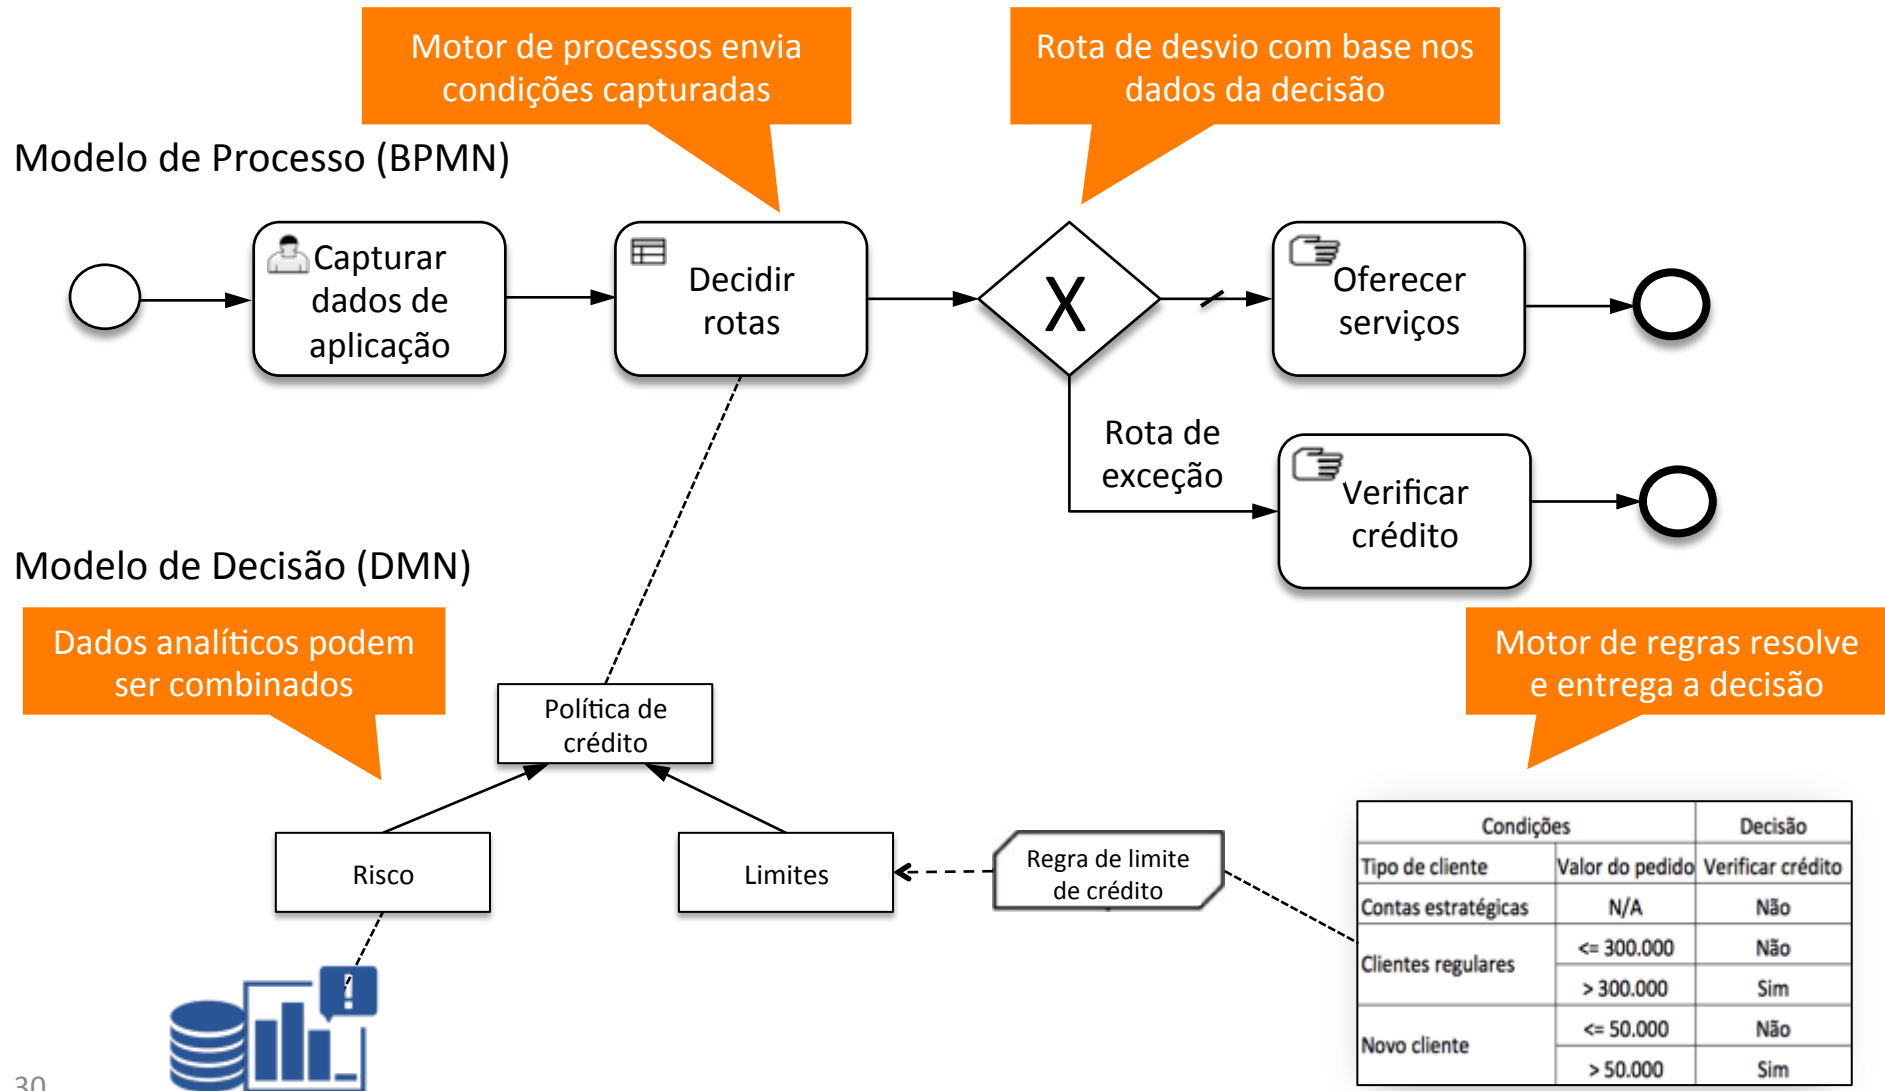 Motor de processos envia
condições capturadas
Rota de desvio com base nos
dados da decisão
Modelo de Processo (BPMN)
Capturar
dados de
aplicação
Decidir
rotas
X
Oferecer
serviços
Rota de
exceção
Verificar
crédito
Modelo de Decisão (DMN)
Dados analíticos podem
ser combinados
Motor de regras resolve
e entrega a decisão
Política de
crédito
Risco
Limites
Regra de limite
de crédito
Condições Decisão
Tipo de cliente Valor do pedido Verificar crédito
Contas estratégicas N/A Não
Clientes regulares <= 300.000 Não
> 300.000 Sim
Novo cliente <= 50.000 Não
> 50.000 Sim
!
30